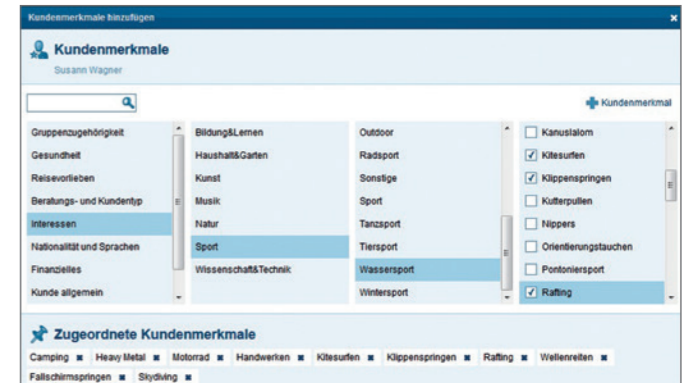 Kundenmerkmale hinzufügen
Kundenmerkmale
Susann Wagner
Kundenmerkmal
Gruppenzugehörigkeit
Gesundheit
Reisevorlieben
Beratungs- und Kundentyp
Interessen
Nationalität und Sprachen
Finanzielles
Kunde allgemein
Bildung&Lernen
Haushalt&Garten
Kunst
Musik
Natur
Sport
Wissenschaft&Technik
Outdoor
Radsport
Sonstige
Sport
Tanzsport
Tiersport
Wassersport
Wintersport
Kanuslalom
Kitesurfen
Klippenspringen
Kutterpullen
Nippers
Orientierungstauchen
Pontoniersport
Rafting
Zugeordnete Kundenmerkmale
Camping Heavy Metal Motorrad Handwerken Kitesurfen Klippenspringen Rafting Wellenreiten
Fallschirmspringen Skydiving